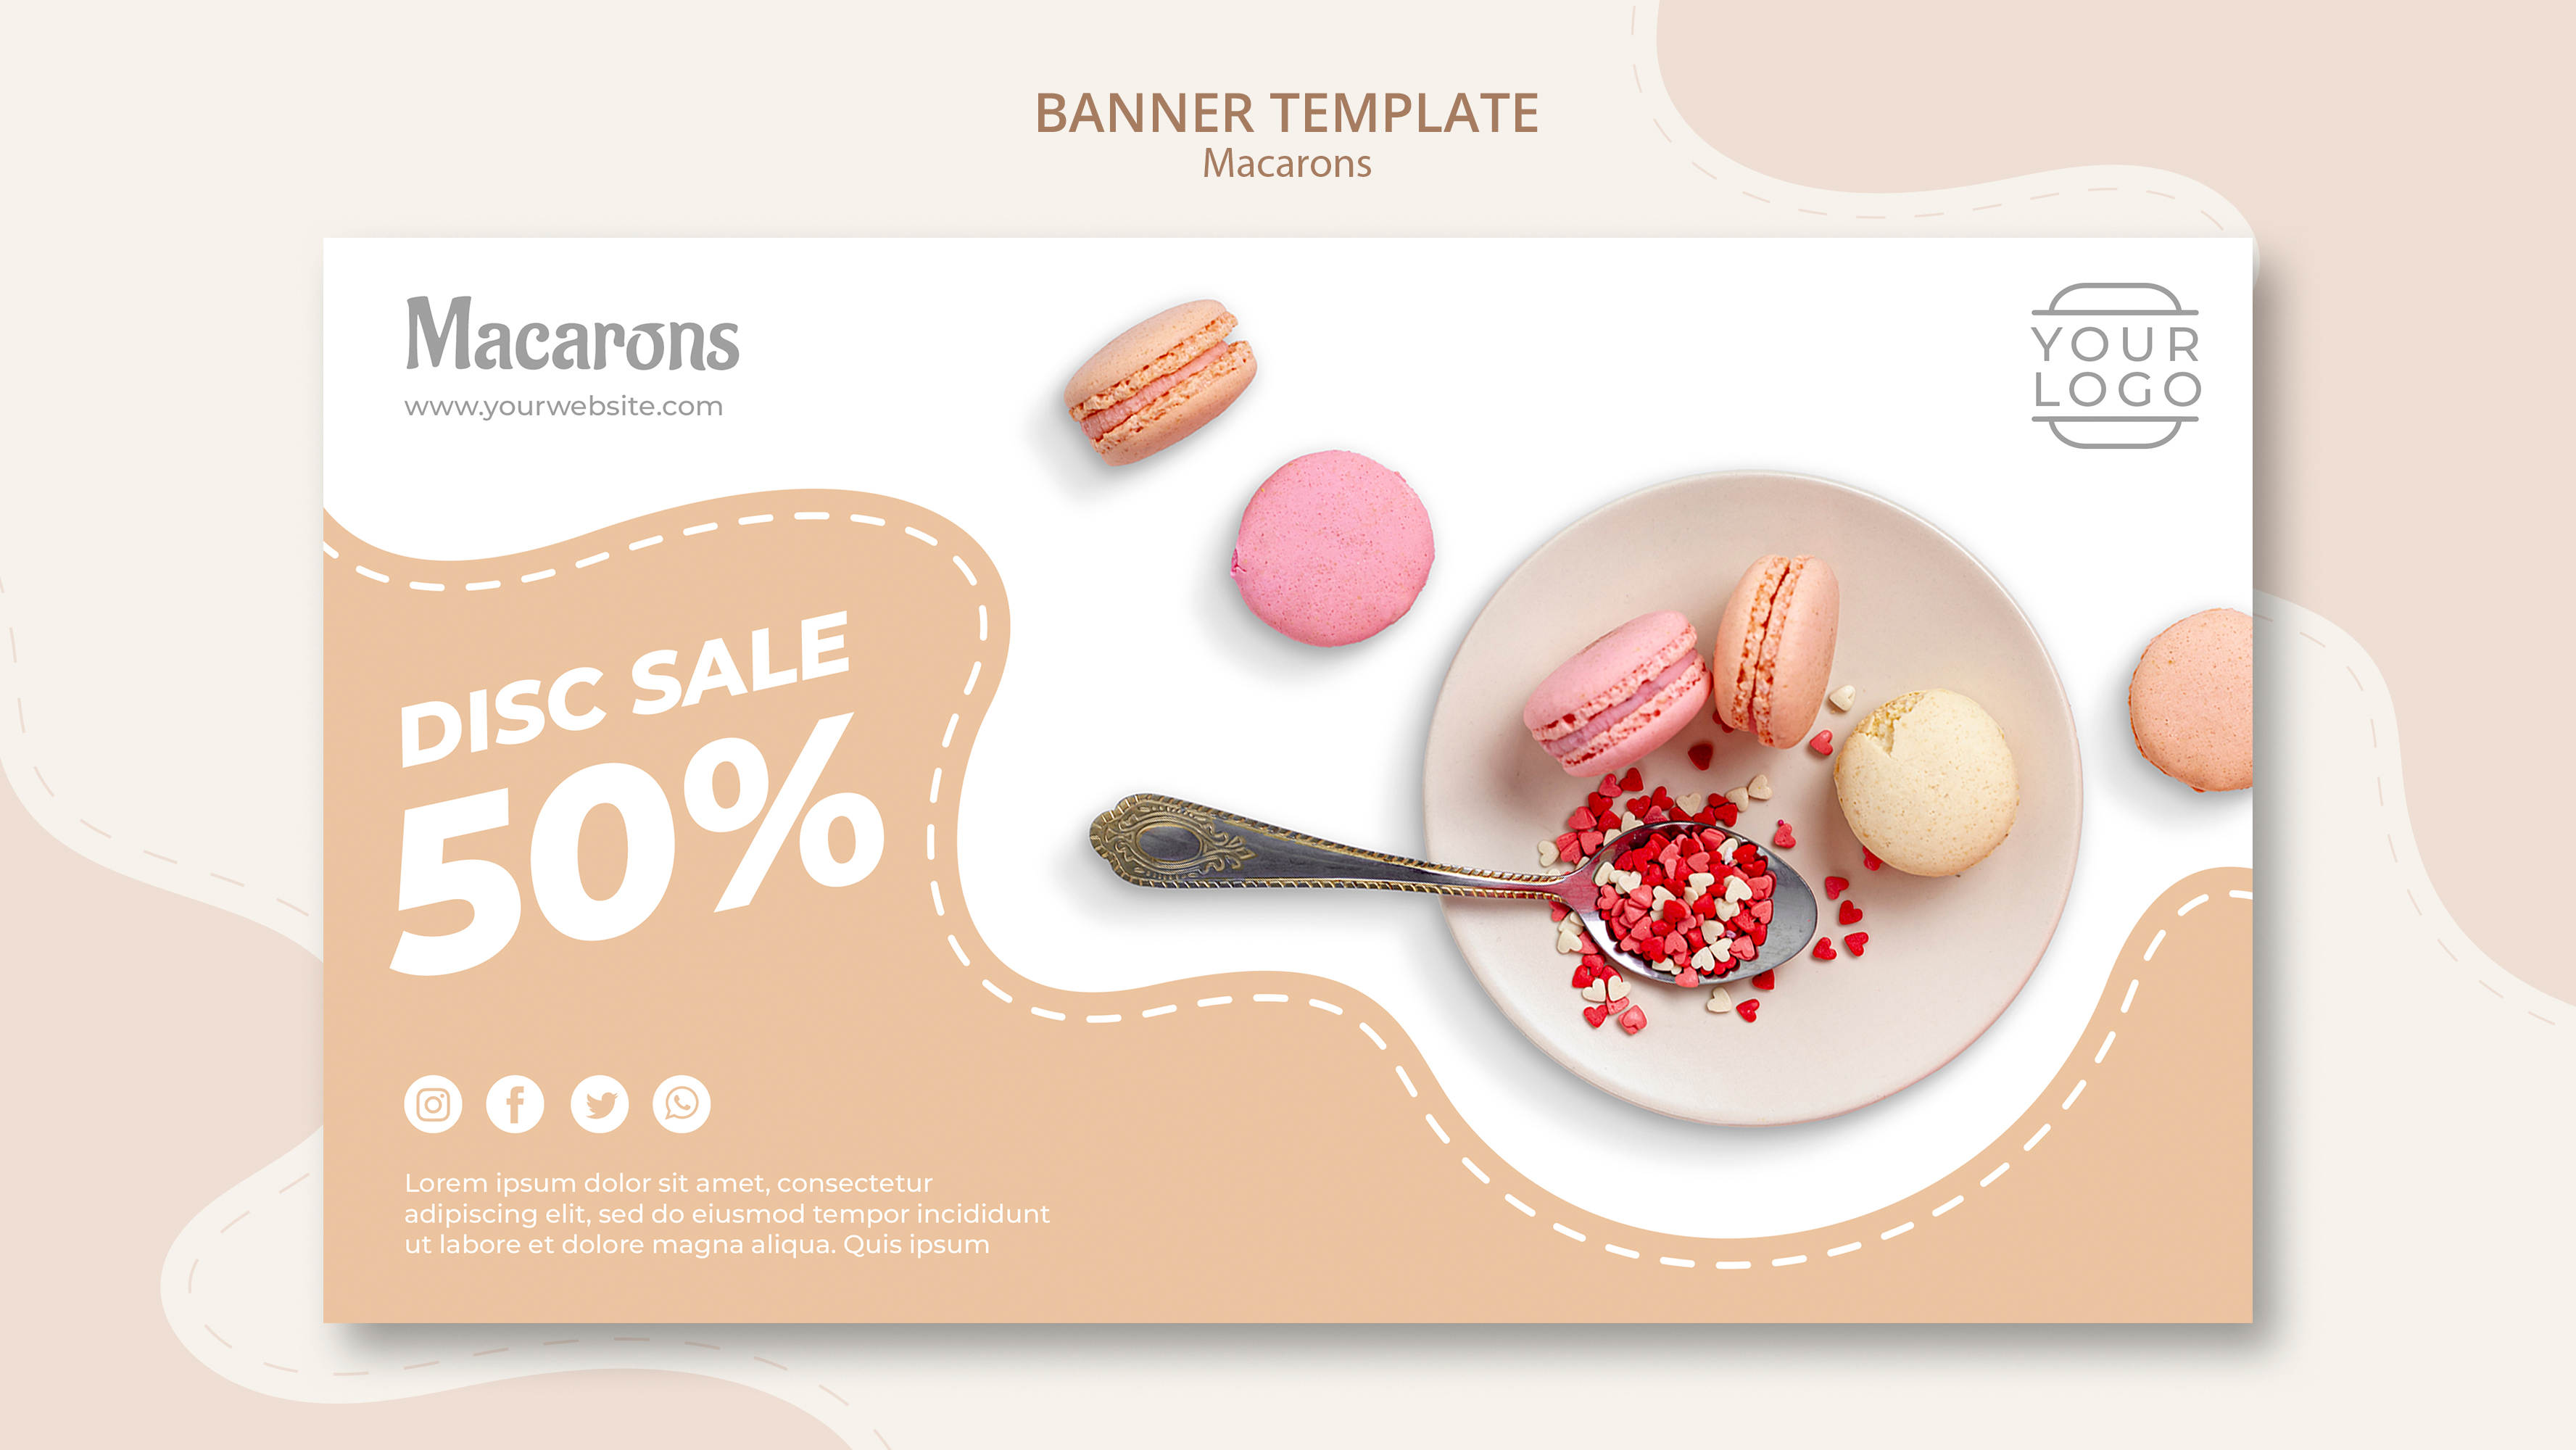 BANNER TEMPLATE
Macarons
Macarons
www.yourwebsite.com
YOUR
LOGO
DISC SALE
50%
Lorem ipsum dolor sit amet, consectetur
adipiscing elit, sed do eiusmod tempor incididunt
ut labore et dolore magna aliqua. Quis ipsum